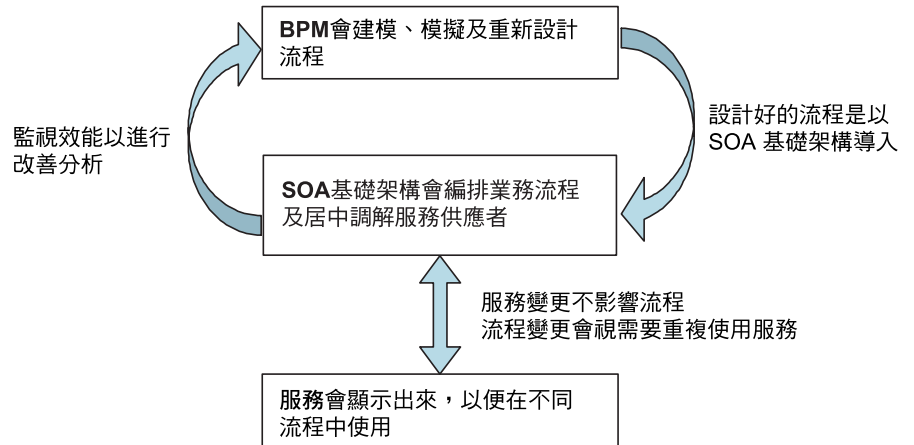 BPM會建模、模擬及重新設計
流程
監視效能以進行
改善分析
設計好的流程是以
SOA 基礎架構導入
SOA基礎架構會編排業務流程
及居中調解服務供應者
服務變更不影響流程
流程變更會視需要重複使用服務
服務會顯示出來，以便在不同
流程中使用